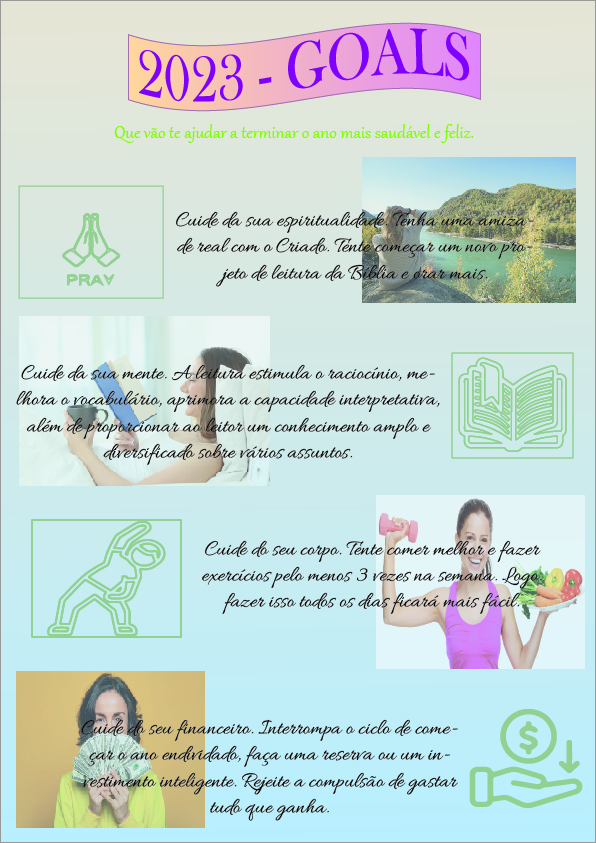 2023 - GOALS
Que vão te ajudar a terminar o ano mais saudável e feliz.
Cuide da sua espiritualidade. Tenha uma amiza-
de real com o Criado. Tente começar um novo pro-
jeto de leitura da Bíblia e orar mais.
PRAY
Cuide da sua mente. A leitura estimula o raciocínio, me-
lhora o vocabulário, aprimora a capacidade interpretativa,
além de proporcionar ao leitor um conhecimento amplo e
diversificado sobre vários assuntos.
Cuide do seu corpo. Tente comer melhor e fazer
exercícios pelo menos 3 vezes na semana. Logo,
fazer isso todos os dias ficará mais fácil.
Cuide do seu financeiro. Interrompa o ciclo de come-
çar o ano endividado, faça uma reserva ou um in-
vestimento inteligente. Rejeite a compulsão de gastar
tudo que ganha.
$